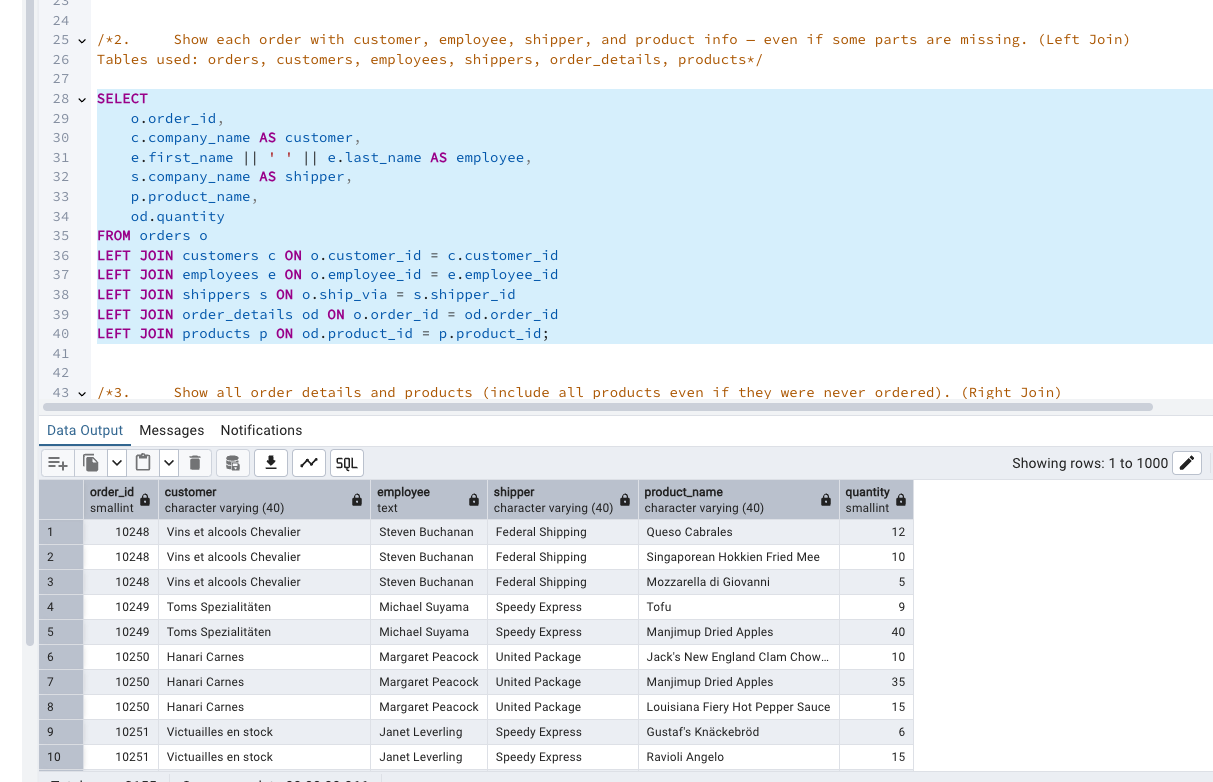 23
24
25 /*2. Show each order with customer, employee, shipper, and product info – even if some parts are missing. (Left Join)
26 Tables used: orders, customers, employees, shippers, order_details, products*/
27
28 SELECT
29 o.order_id,
30 c.company_name AS customer,
31 e.first_name || ' ' || e.last_name AS employee,
32 s.company_name AS shipper,
33 p.product_name,
34 od.quantity
35 FROM orders o
36 LEFT JOIN customers c ON o.customer_id = c.customer_id
37 LEFT JOIN employees e ON o.employee_id = e.employee_id
38 LEFT JOIN shippers s ON o.ship_via = s.shipper_id
39 LEFT JOIN order_details od ON o.order_id = od.order_id
40 LEFT JOIN products p ON od.product_id = p.product_id;
41
42
43 /*3. Show all order details and products (include all products even if they were never ordered). (Right Join)
Data Output Messages Notifications
SQL Showing rows: 1 to 1000
order_id customer employee shipper product_name quantity
smallint character varying (40) text character varying (40) character varying (40) smallint
1 10248 Vins et alcools Chevalier Steven Buchanan Federal Shipping Queso Cabrales 12
2 10248 Vins et alcools Chevalier Steven Buchanan Federal Shipping Singaporean Hokkien Fried Mee 10
3 10248 Vins et alcools Chevalier Steven Buchanan Federal Shipping Mozzarella di Giovanni 5
4 10249 Toms Spezialitäten Michael Suyama Speedy Express Tofu 9
5 10249 Toms Spezialitäten Michael Suyama Speedy Express Manjimup Dried Apples 40
6 10250 Hanari Carnes Margaret Peacock United Package Jack's New England Clam Chow... 10
7 10250 Hanari Carnes Margaret Peacock United Package Manjimup Dried Apples 35
8 10250 Hanari Carnes Margaret Peacock United Package Louisiana Fiery Hot Pepper Sauce 15
9 10251 Victuailles en stock Janet Leverling Speedy Express Gustaf's Knäckebröd 6
10 10251 Victuailles en stock Janet Leverling Speedy Express Ravioli Angelo 15